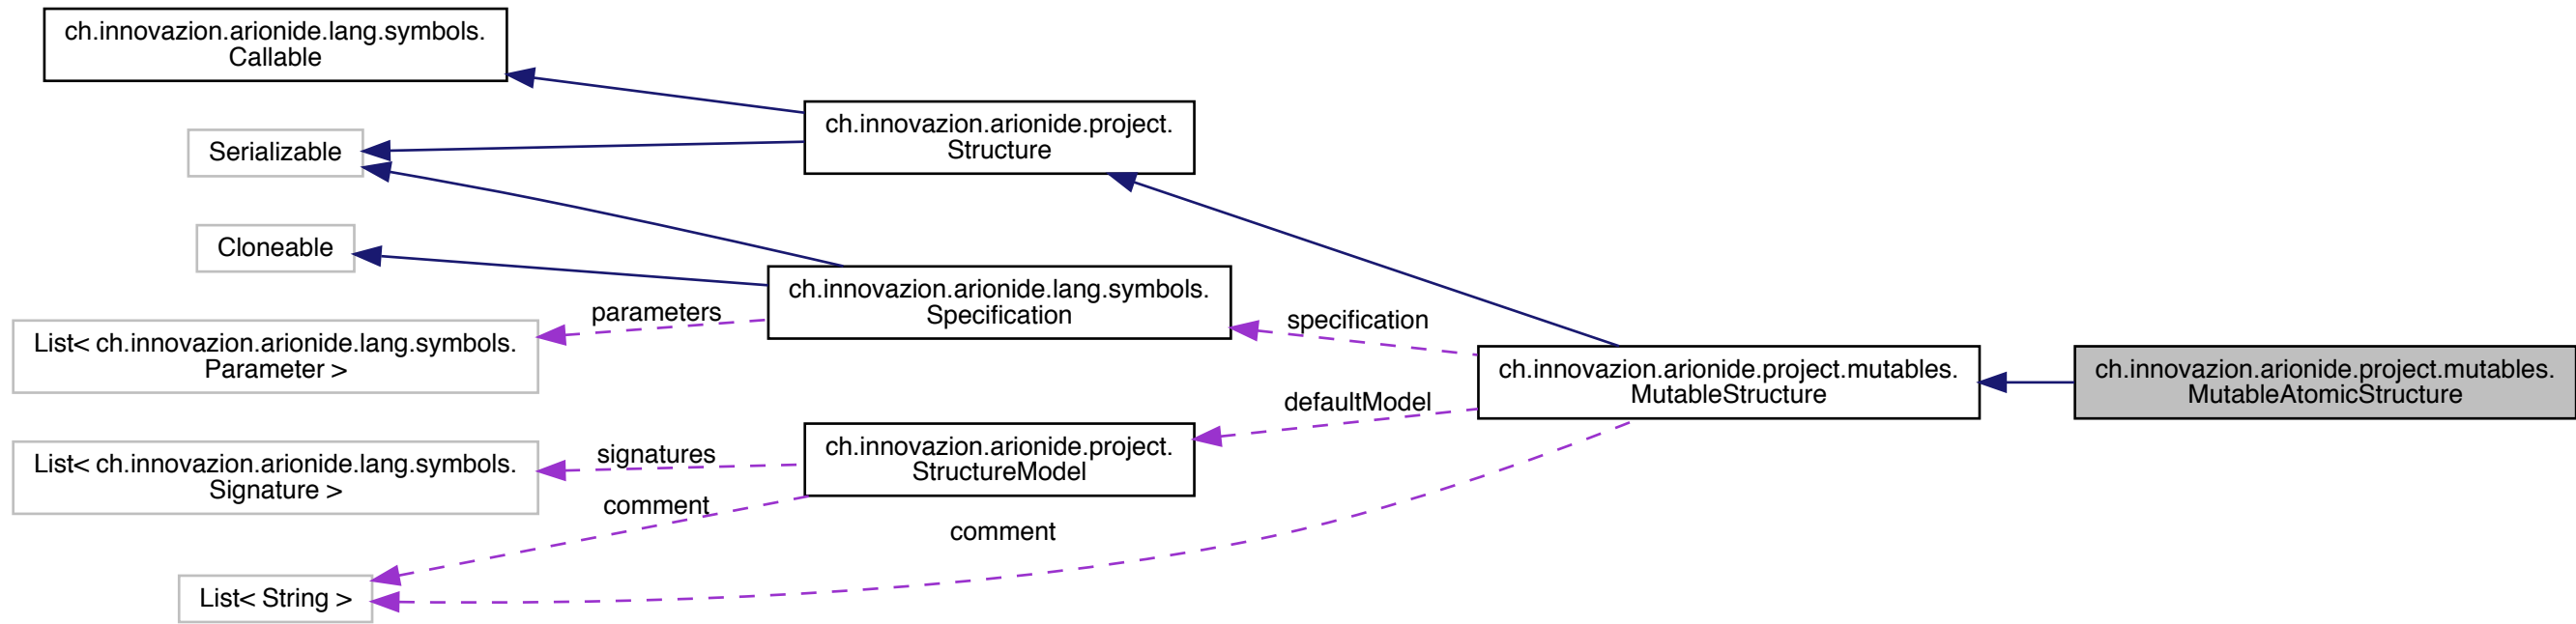 ch.innovazion.arionide.lang.symbols.
Callable
ch.innovazion.arionide.project.
Structure
Serializable
Cloneable
ch.innovazion.arionide.lang.symbols.
Specification
parameters
specification
List< ch.innovazion.arionide.lang.symbols.
Parameter >
ch.innovazion.arionide.project.mutables.
MutableStructure
ch.innovazion.arionide.project.mutables.
MutableAtomicStructure
defaultModel
ch.innovazion.arionide.project.
StructureModel
signatures
List< ch.innovazion.arionide.lang.symbols.
Signature >
comment
comment
List< String >